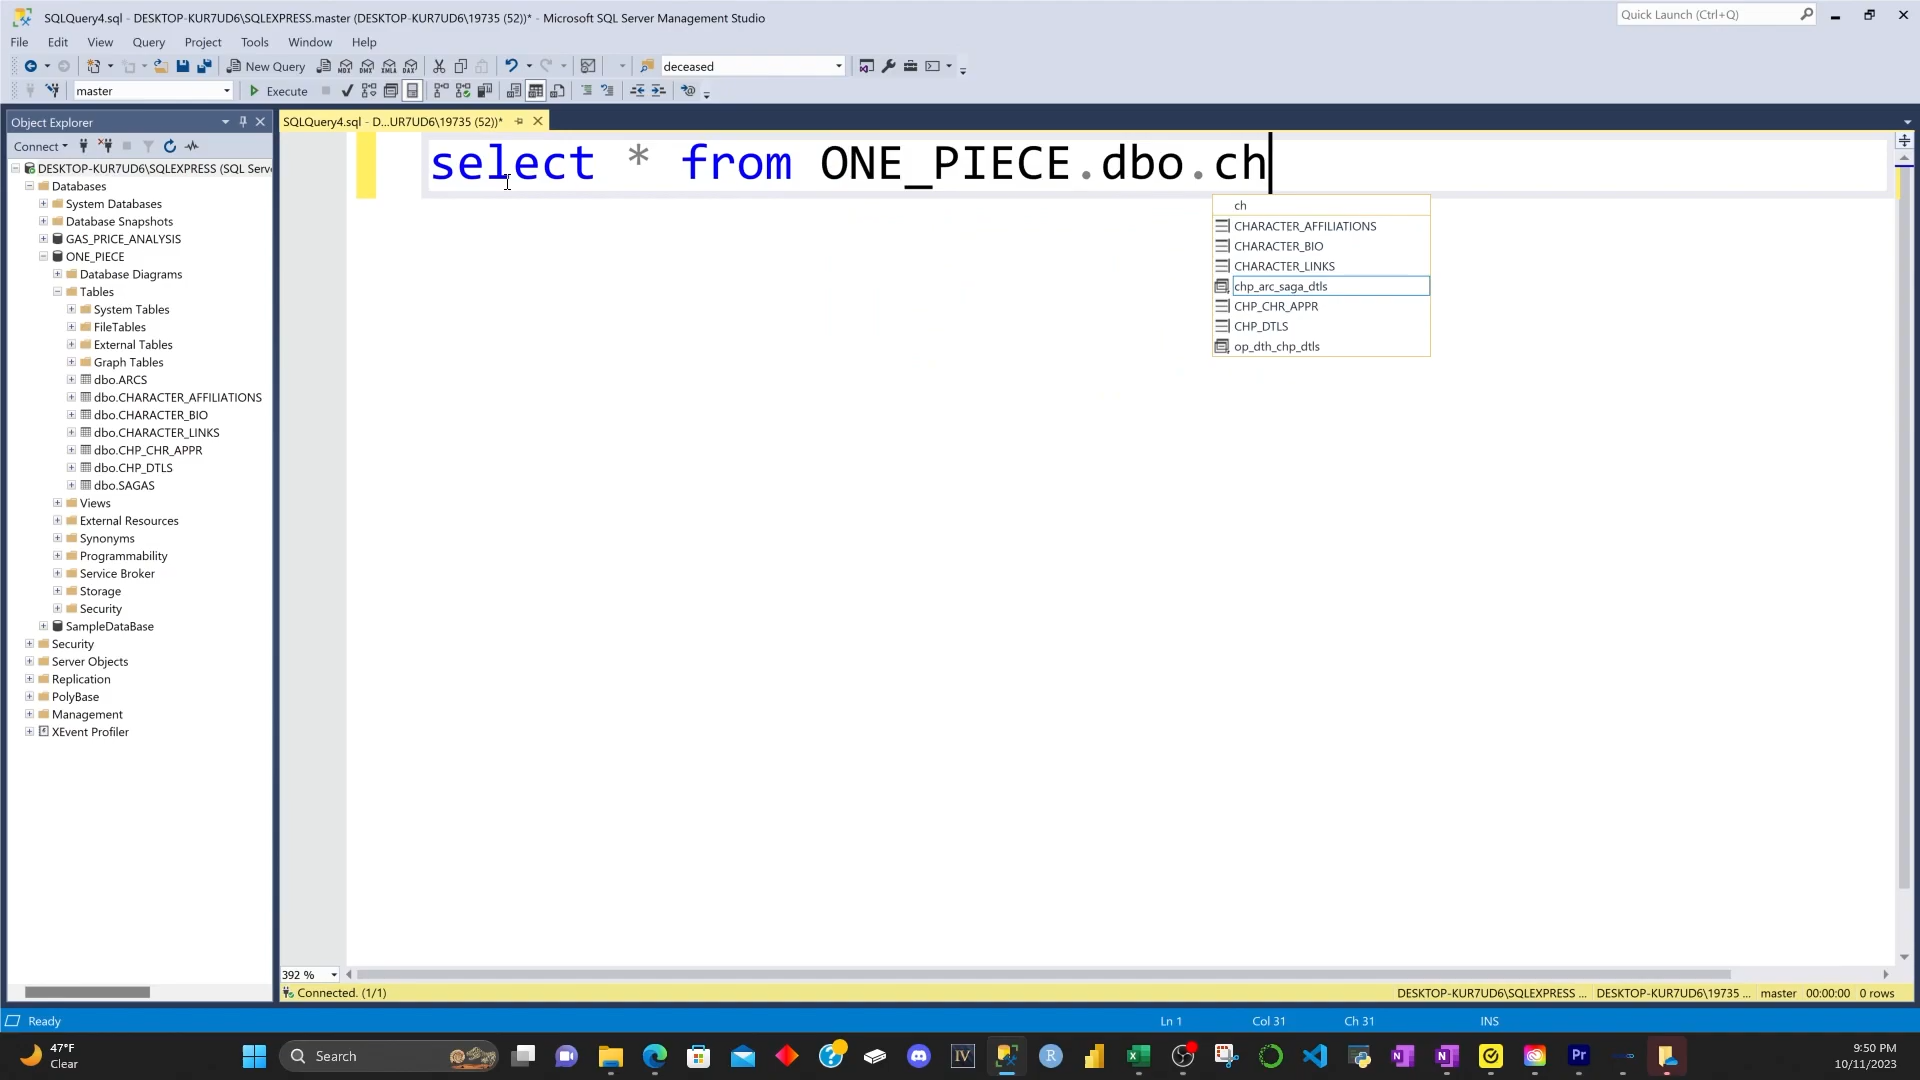 SQLQuery4.sql - DESKTOP-KUR7UD6\SQLEXPRESS.master (DESKTOP-KUR7UD6\19735 (52))* - Microsoft SQL Server Management Studio
Quick Launch (Ctrl+Q)
File Edit View Query Project Tools Window Help
New Query
MDX DMX XMLA DAX
deceased
master
Execute
Object Explorer
SQLQuery4.sql - D...UR7UD6\19735 (52))*
Connect
DESKTOP-KUR7UD6\SQLEXPRESS (SQL Serve
Databases
System Databases
Database Snapshots
GAS_PRICE_ANALYSIS
ONE_PIECE
Database Diagrams
Tables
System Tables
FileTables
External Tables
Graph Tables
dbo.ARCS
dbo.CHARACTER_AFFILIATIONS
dbo.CHARACTER_BIO
dbo.CHARACTER_LINKS
dbo.CHP_CHR_APPR
dbo.CHP_DTLS
dbo.SAGAS
Views
External Resources
Synonyms
Programmability
Service Broker
Storage
Security
SampleDataBase
Security
Server Objects
Replication
PolyBase
Management
XEvent Profiler
select * from ONE_PIECE.dbo.ch
ch
CHARACTER_AFFILIATIONS
CHARACTER_BIO
CHARACTER_LINKS
chp_arc_saga_dtls
CHP_CHR_APPR
CHP_DTLS
op_dth_chp_dtls
392 %
Connected. (1/1)
DESKTOP-KUR7UD6\SQLEXPRESS ...
DESKTOP-KUR7UD6\19735 ...
master
00:00:00
0 rows
Ready
Ln 1
Col 31
Ch 31
INS
47°F
Clear
Search
IV
R
N
N
Pr
9:50 PM
10/11/2023